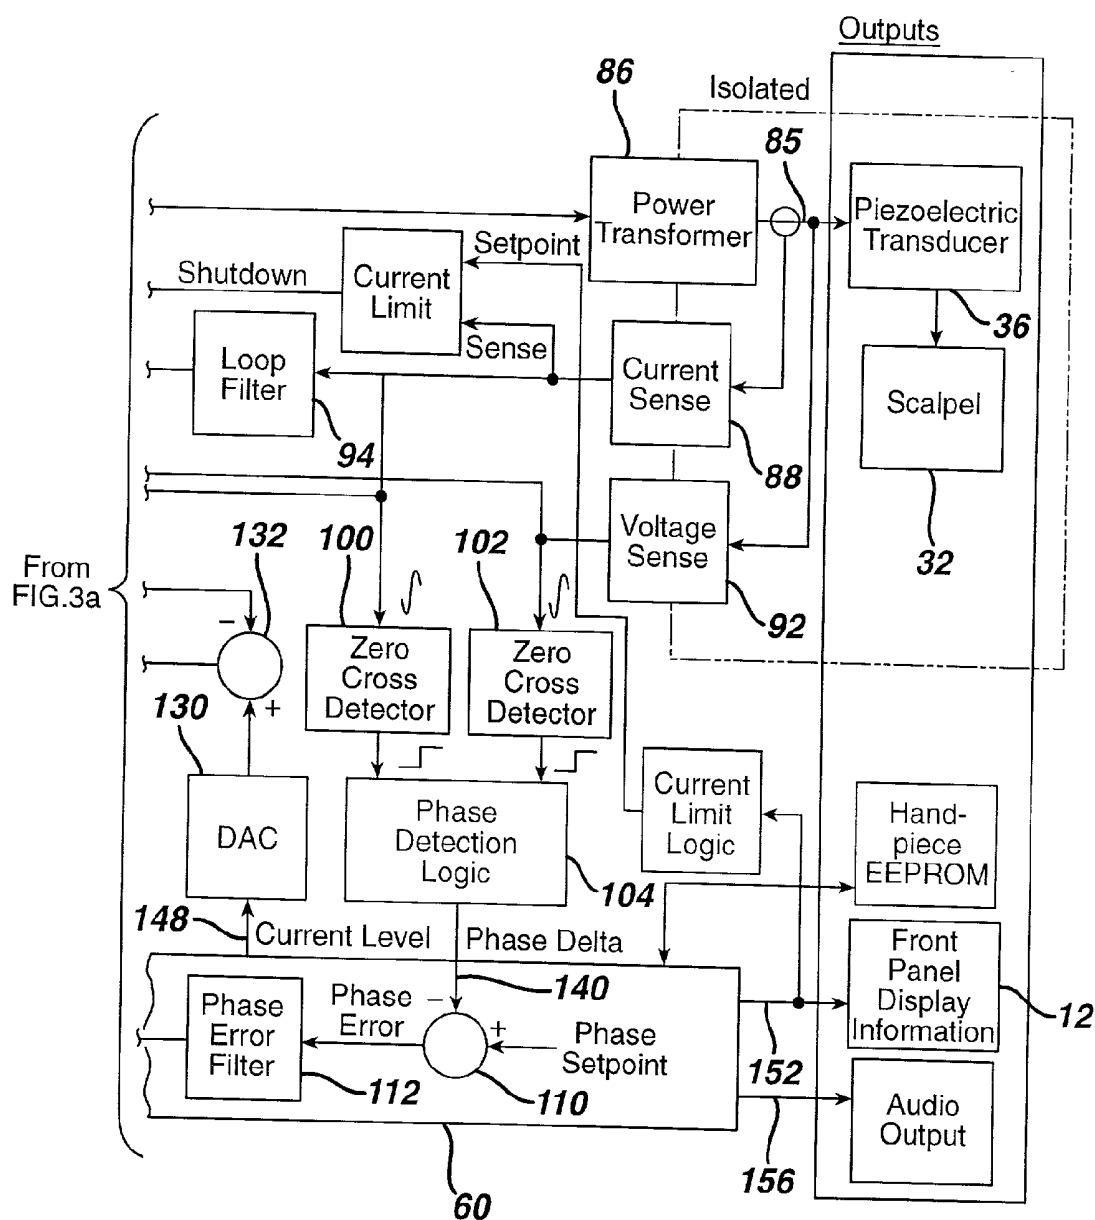 Outputs
86
Isolated
85
Power
Transformer
Piezoelectric
Transducer
Setpoint
Shutdown
Current
Limit
36
Sense
Loop
Filter
Current
Sense
Scalpel
94
88
132
100
102
Voltage
Sense
32
From
FIG.3a
92
−
Zero
Cross
Detector
Zero
Cross
Detector
130
+
Current
Limit
Logic
Hand-
piece
EEPROM
DAC
Phase
Detection
Logic
104
148
Current Level
Phase Delta
Front
Panel
Display
Information
140
12
Phase
Error
Filter
Phase
Error
−
+
Phase
Setpoint
152
112
110
Audio
Output
156
60